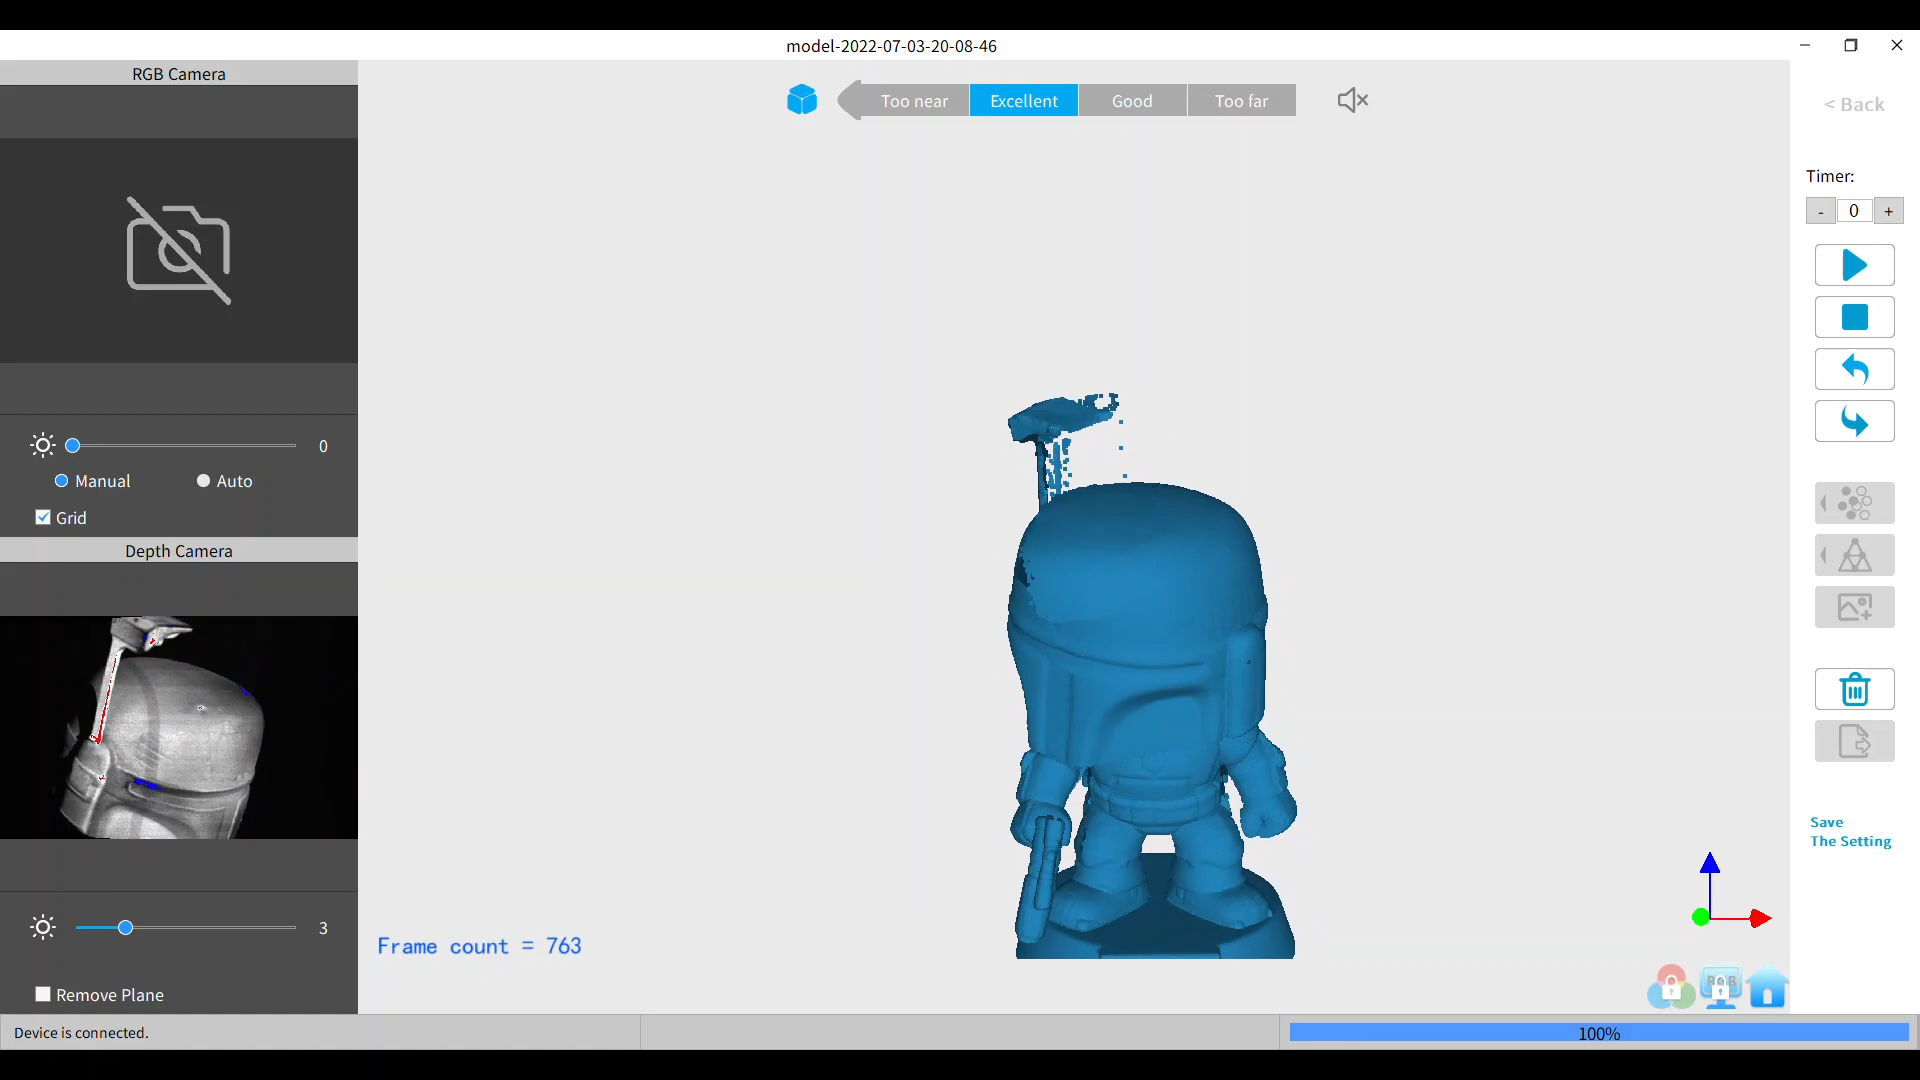 model-2022-07-03-20-08-46
RGB Camera
Too near
Excellent
Good
Too far
< Back
Timer:
- 0 +
0
Manual
Auto
Grid
Depth Camera
3
Remove Plane
Frame count = 763
Save
The Setting
RGB
Device is connected.
100%